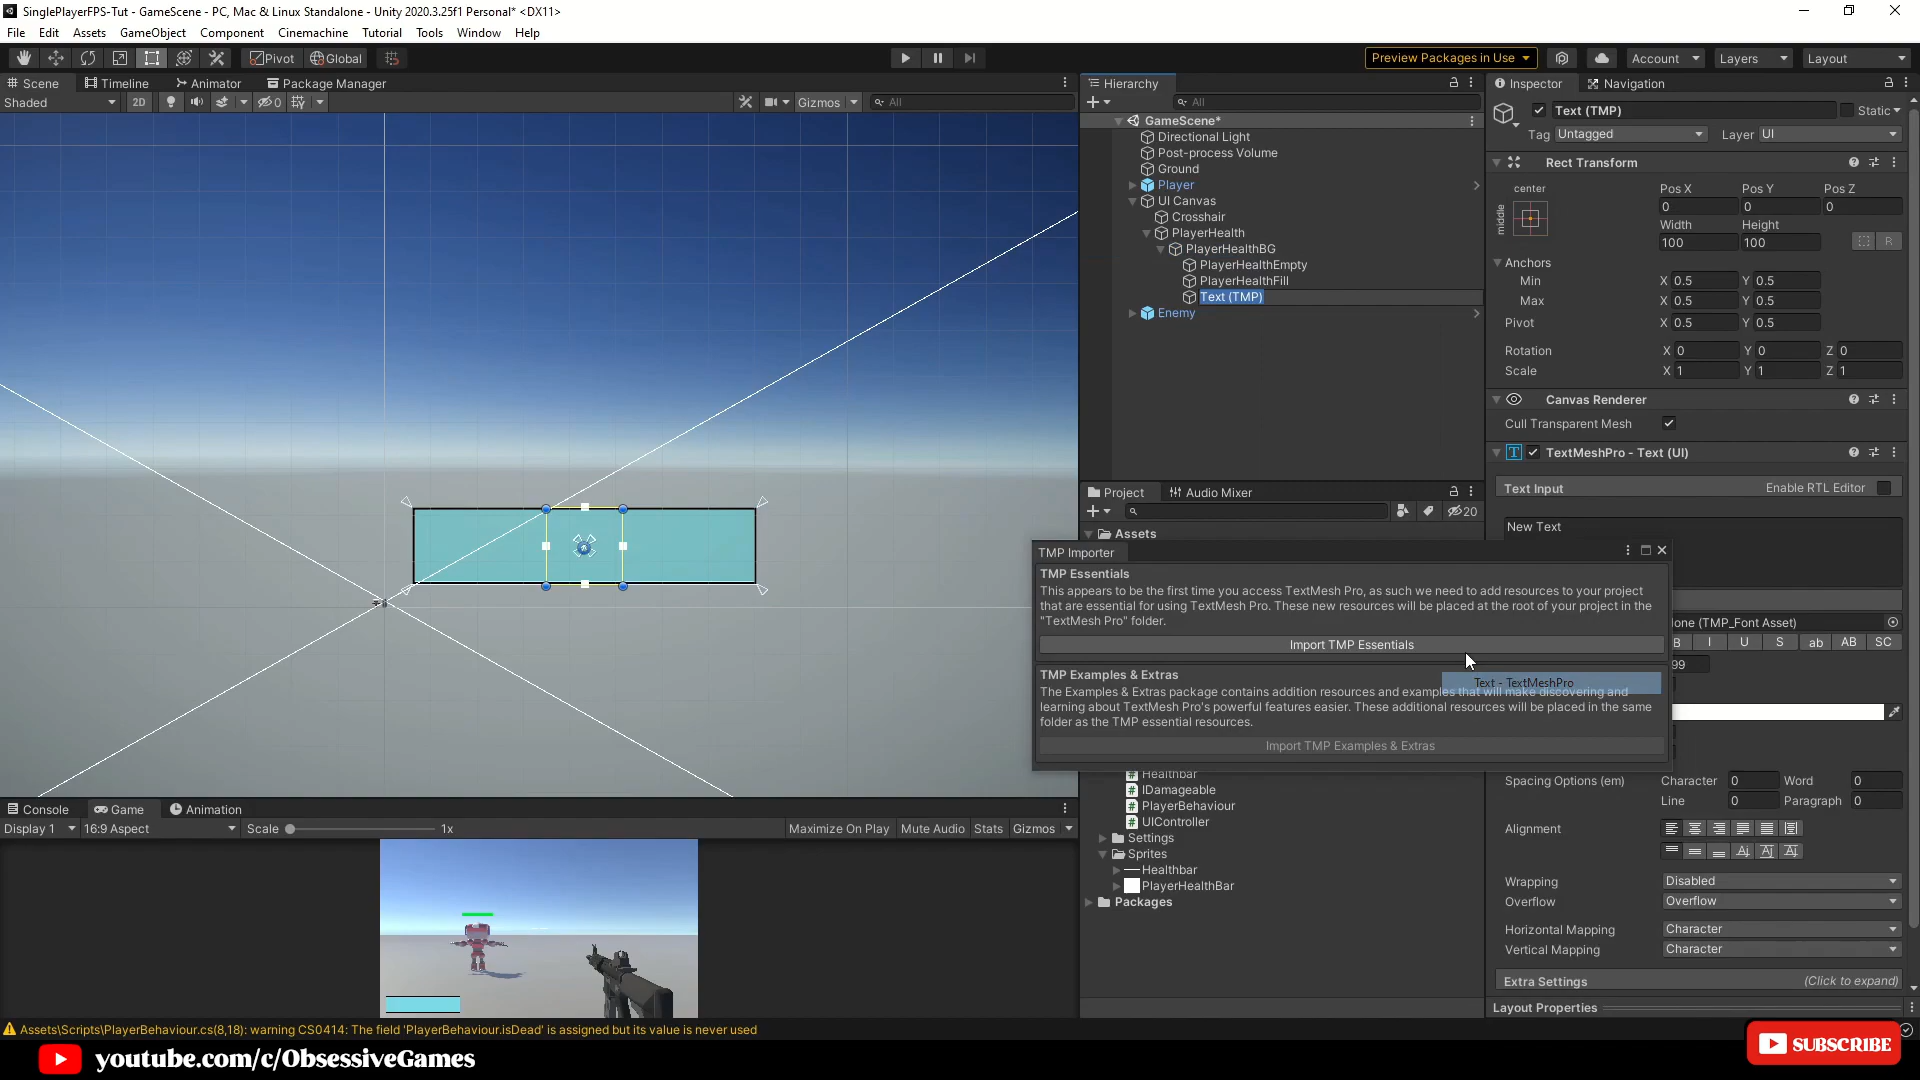 SinglePlayerFPS-Tut - GameScene - PC, Mac & Linux Standalone - Unity 2020.3.25f1 Personal* <DX11>
File Edit Assets GameObject Component Cinemachine Tutorial Tools Window Help
Pivot Global
Preview Packages in Use
Account
Layers
Layout
Scene Timeline Animator Package Manager
Shaded 2D 0 Gizmos All
Hierarchy
All
GameScene*
Directional Light
Post-process Volume
Ground
Player
UI Canvas
Crosshair
PlayerHealth
PlayerHealthBG
PlayerHealthEmpty
PlayerHealthFill
Text (TMP)
Enemy
Inspector Navigation
Text (TMP) Static
Tag Untagged Layer UI
Rect Transform
center
middle
Pos X Pos Y Pos Z
0 0 0
Width Height
100 100 R
Anchors
Min X 0.5 Y 0.5
Max X 0.5 Y 0.5
Pivot X 0.5 Y 0.5
Rotation X 0 Y 0 Z 0
Scale X 1 Y 1 Z 1
Canvas Renderer
Cull Transparent Mesh
TextMeshPro - Text (UI)
Text Input Enable RTL Editor
New Text
Project Audio Mixer
20
Assets
TMP Importer
TMP Essentials
This appears to be the first time you access TextMesh Pro, as such we need to add resources to your project
that are essential for using TextMesh Pro. These new resources will be placed at the root of your project in the
"TextMesh Pro" folder.
Import TMP Essentials
TMP Examples & Extras
Text - TextMeshPro
The Examples & Extras package contains addition resources and examples that will make discovering and
learning about TextMesh Pro's powerful features easier. These additional resources will be placed in the same
folder as the TMP essential resources.
Import TMP Examples & Extras
one (TMP_Font Asset)
B I U S ab AB SC
99
Healthbar
IDamageable
PlayerBehaviour
UIController
Settings
Sprites
Healthbar
PlayerHealthBar
Packages
Spacing Options (em) Character 0 Word 0
Line 0 Paragraph 0
Alignment
Wrapping Disabled
Overflow Overflow
Horizontal Mapping Character
Vertical Mapping Character
Extra Settings (Click to expand)
Layout Properties
Console Game Animation
Display 1 16:9 Aspect Scale 1x Maximize On Play Mute Audio Stats Gizmos
Assets\Scripts\PlayerBehaviour.cs(8,18): warning CS0414: The field 'PlayerBehaviour.isDead' is assigned but its value is never used
youtube.com/c/ObsessiveGames
SUBSCRIBE